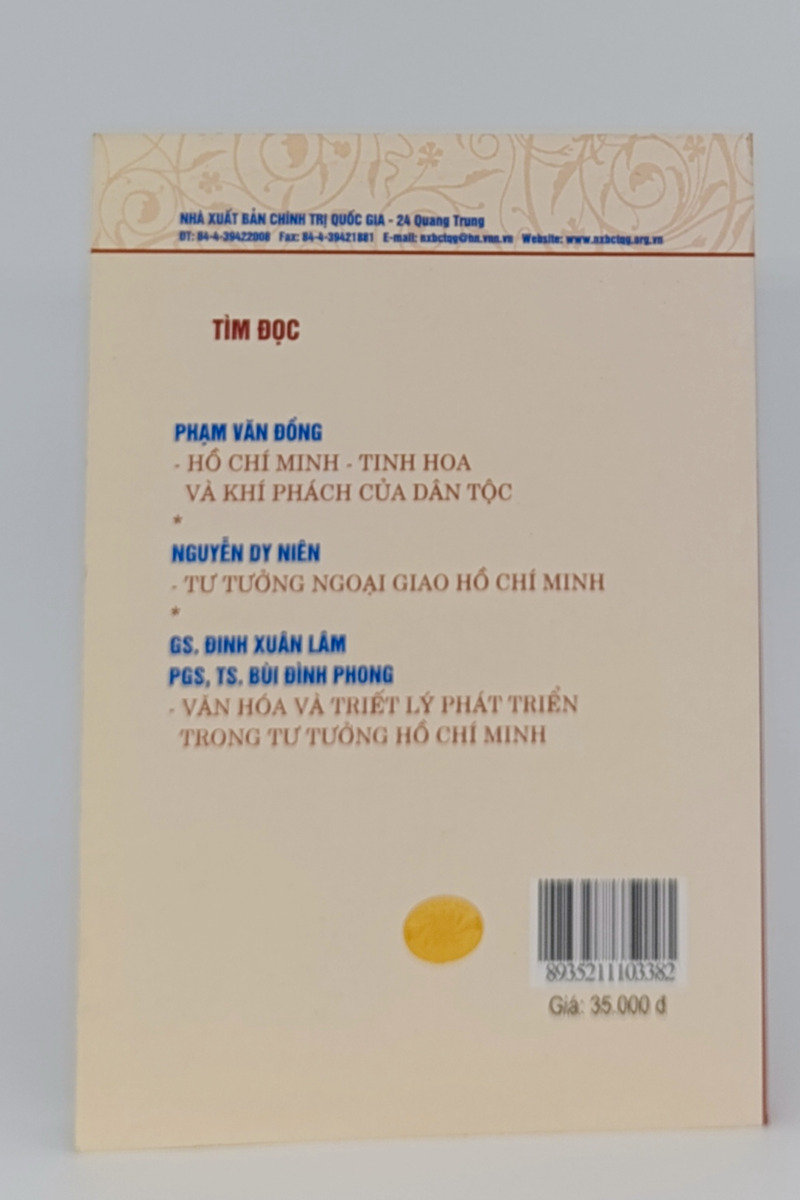 NHÀ XUẤT BẢN CHÍNH TRỊ QUỐC GIA - 24 Quang Trung
ĐT: 84-4-39422008 Fax: 84-4-39421881 E-mail: nxbctqg@hn.vnn.vn Website: www.nxbctqg.org.vn
TÌM ĐỌC
PHẠM VĂN ĐỒNG
- HỒ CHÍ MINH - TINH HOA
VÀ KHÍ PHÁCH CỦA DÂN TỘC
*
NGUYỄN DY NIÊN
- TƯ TƯỞNG NGOẠI GIAO HỒ CHÍ MINH
*
GS. ĐINH XUÂN LÂM
PGS, TS. BÙI ĐÌNH PHONG
- VĂN HÓA VÀ TRIẾT LÝ PHÁT TRIỂN
TRONG TƯ TƯỞNG HỒ CHÍ MINH
8935211103382
Giá: 35.000 đ